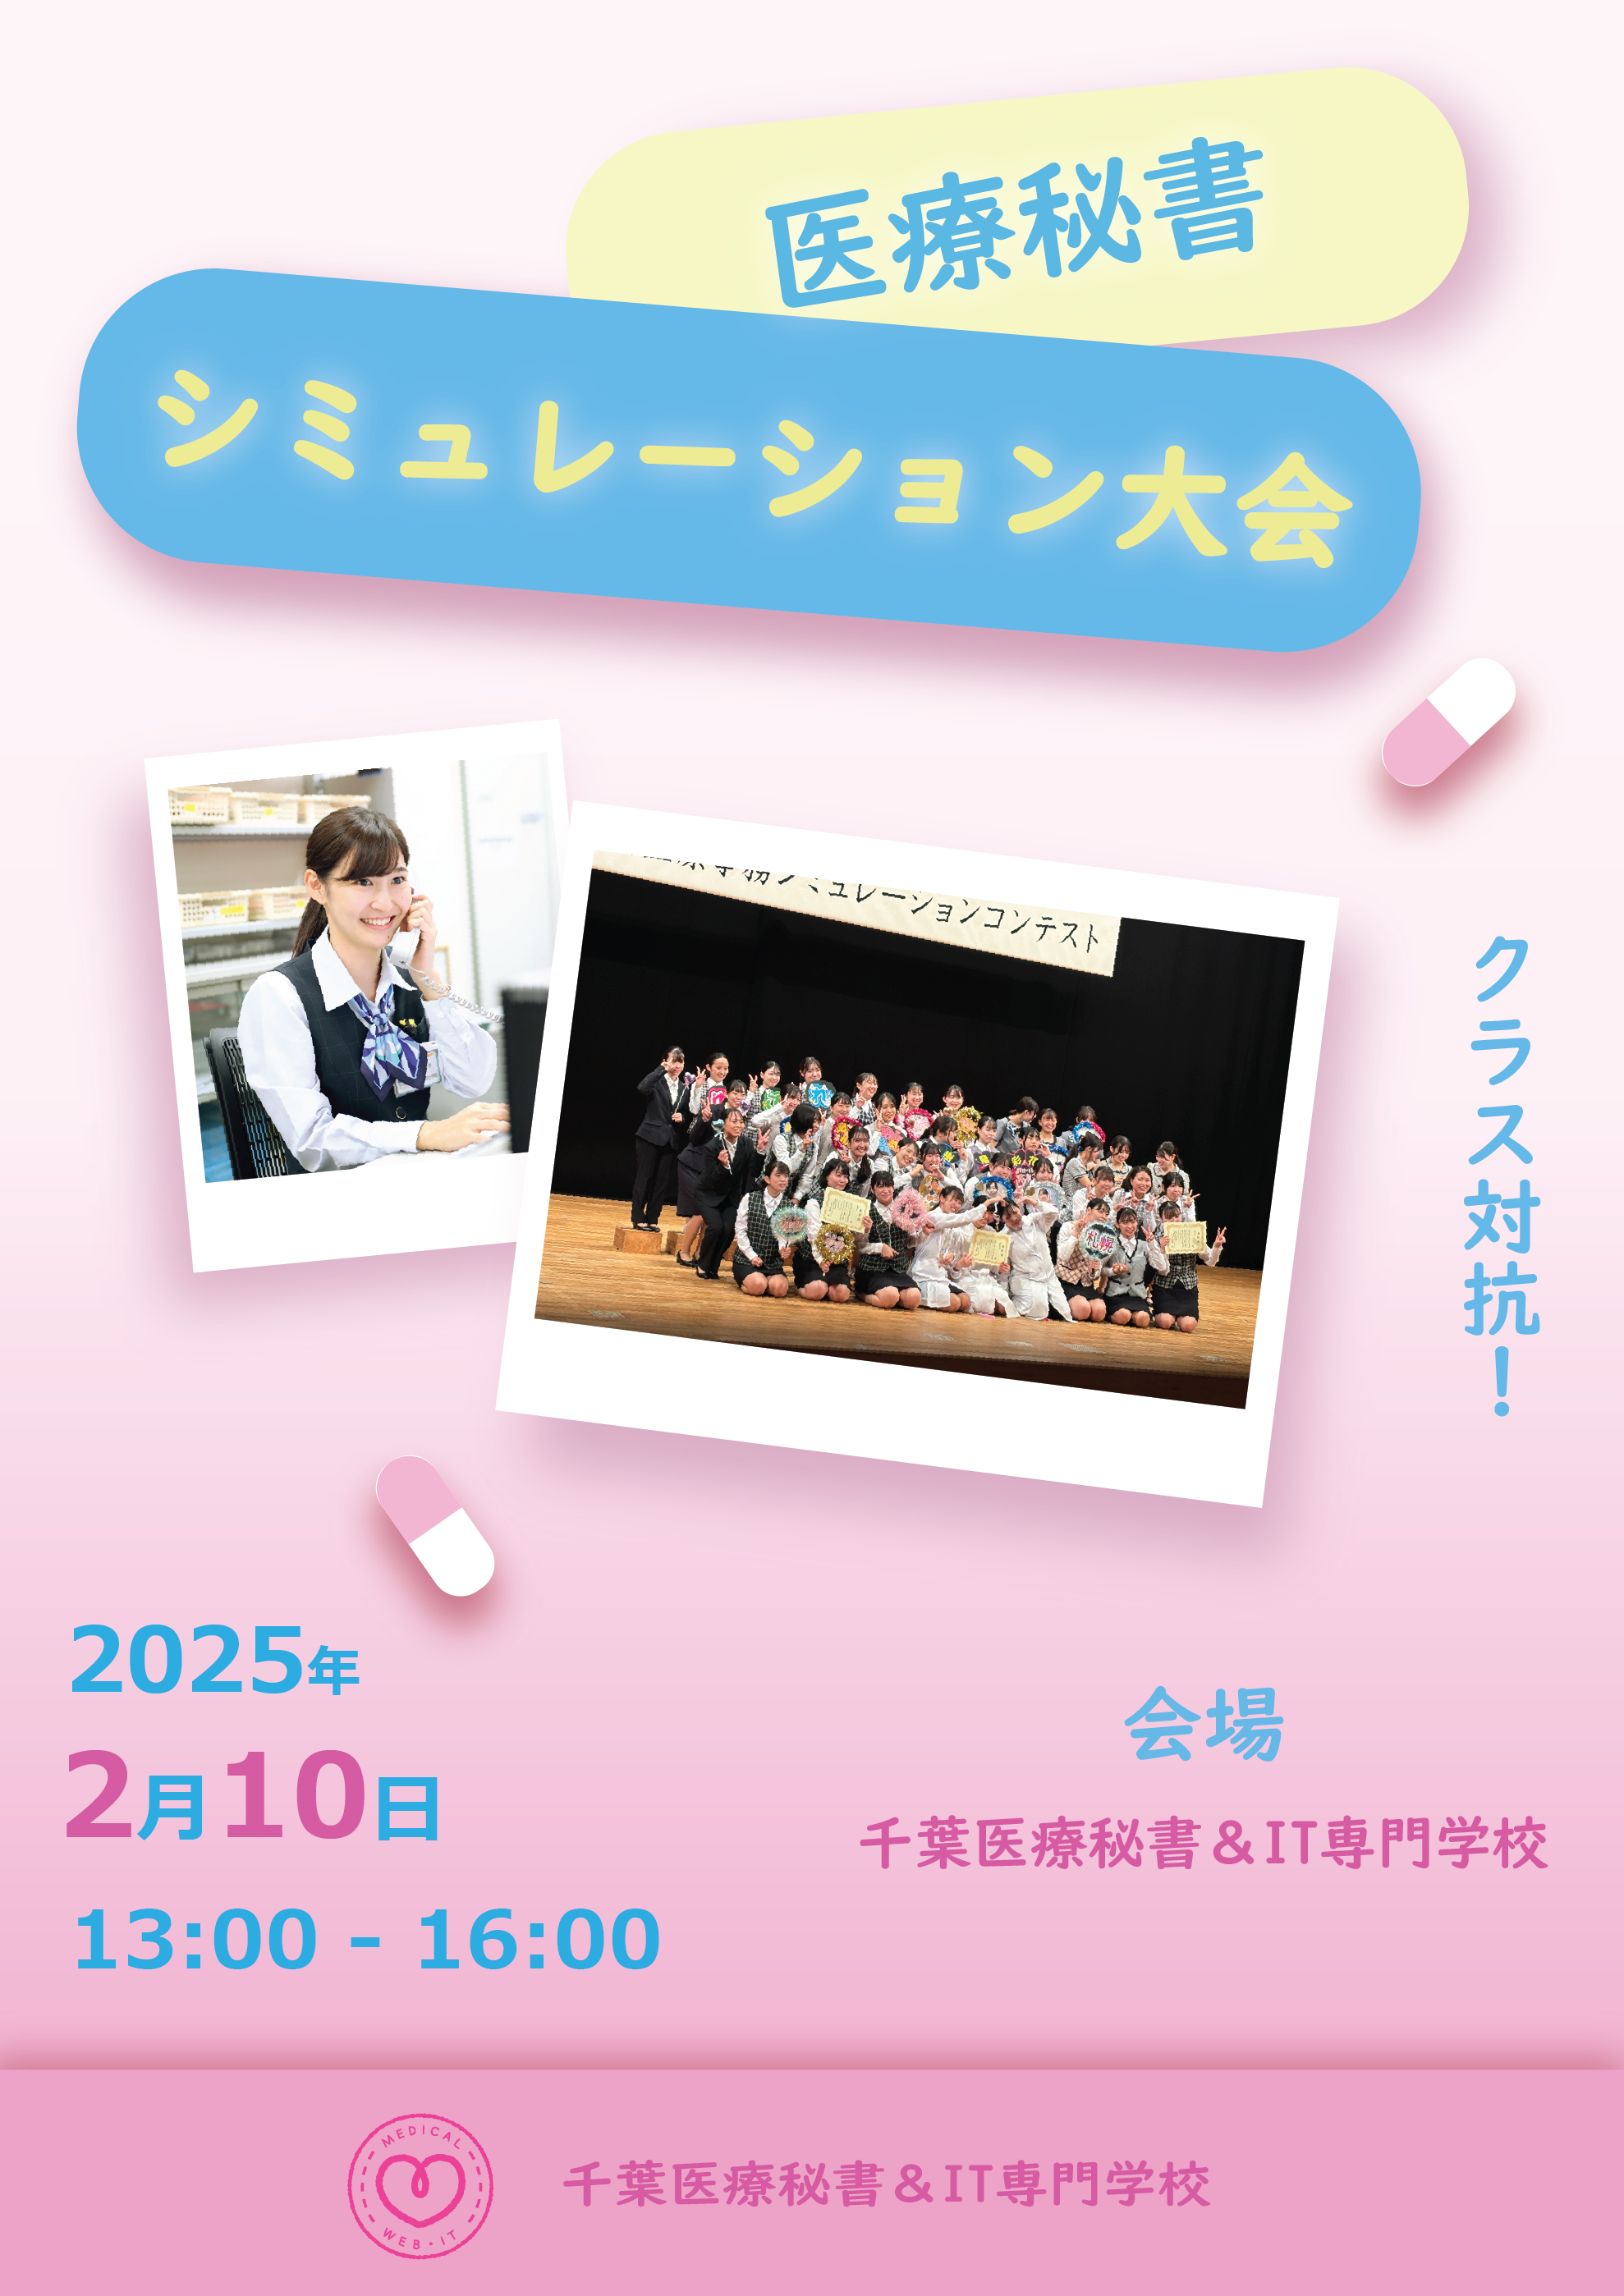 医療秘書
シミュレーション大会
務シミュレーションコンテスト
札幌
クラス対抗！
2025年
2月10日
13:00 - 16:00
会場
千葉医療秘書＆IT専門学校
MEDICAL
WEB・IT
千葉医療秘書＆IT専門学校